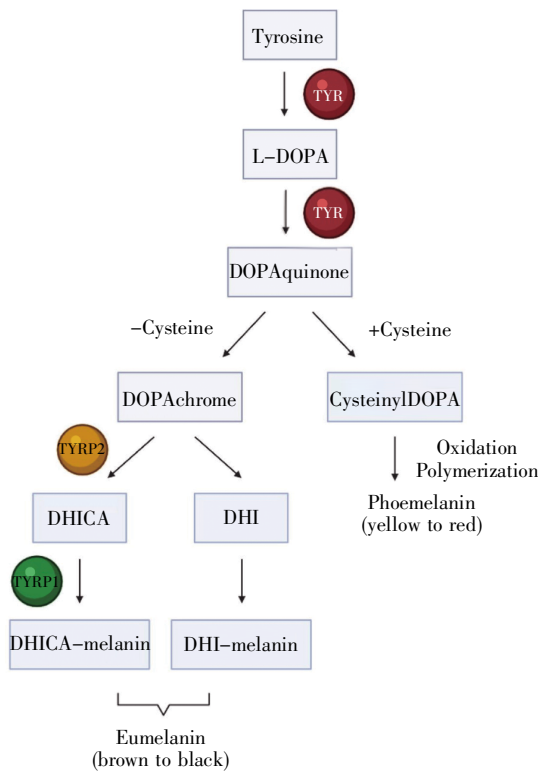 Tyrosine
TYR
L-DOPA
TYR
DOPAquinone
-Cysteine
+Cysteine
DOPAchrome
CysteinylDOPA
TYRP2
Oxidation
Polymerization
DHICA
DHI
Phoemelanin
(yellow to red)
TYRP1
DHICA-melanin
DHI-melanin
Eumelanin
(brown to black)